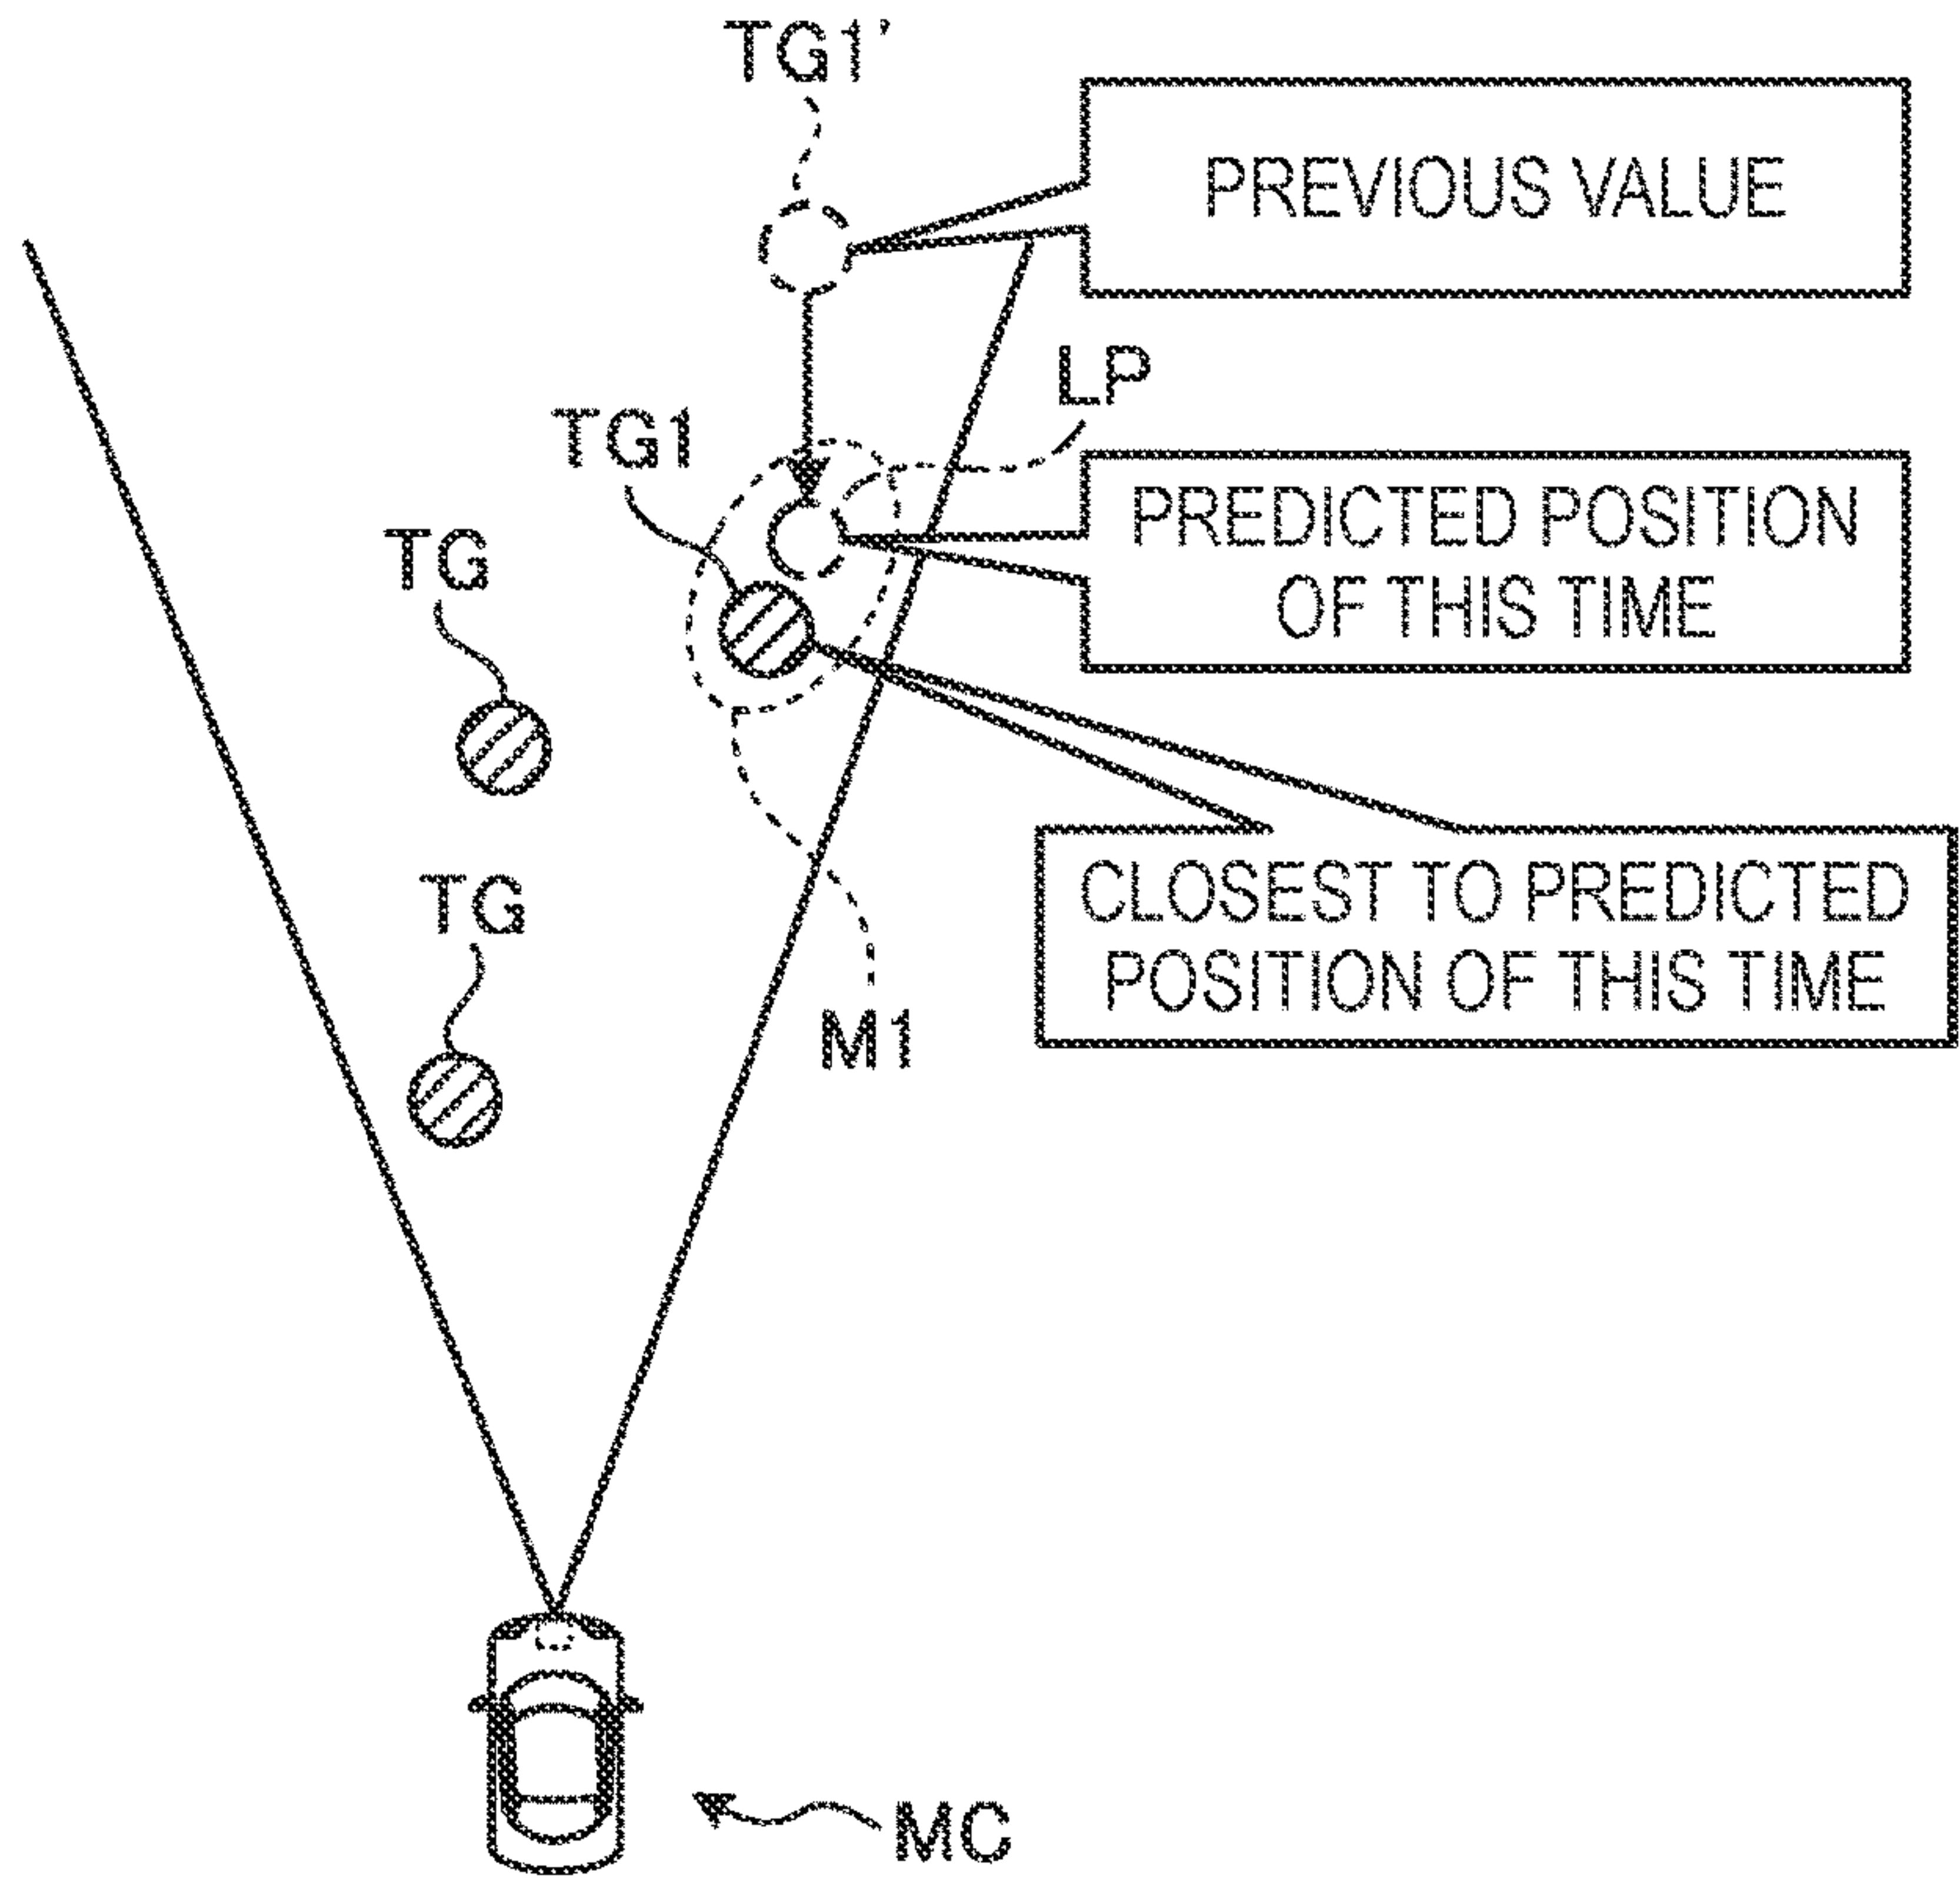 TG1’
PREVIOUS VALUE
LP
TG1
PREDICTED POSITION
OF THIS TIME
TG
CLOSEST TO PREDICTED
POSITION OF THIS TIME
TG
M1
MC